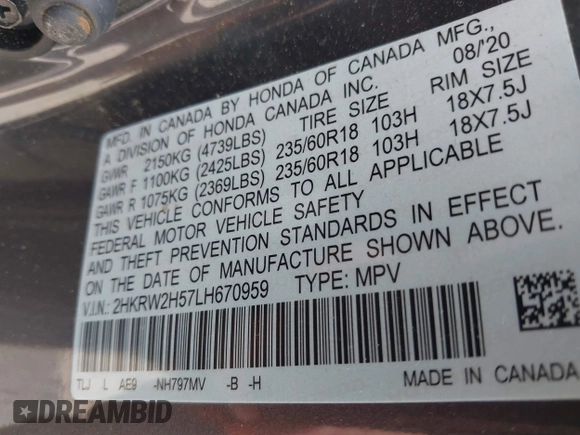 MFD. IN CANADA BY HONDA OF CANADA MFG.,
A DIVISION OF HONDA CANADA INC. 08/'20
GVWR 2150KG (4739LBS) TIRE SIZE RIM SIZE
GAWR F 1100KG (2425LBS) 235/60R18 103H 18X7.5J
GAWR R 1075KG (2369LBS) 235/60R18 103H 18X7.5J
THIS VEHICLE CONFORMS TO ALL APPLICABLE
FEDERAL MOTOR VEHICLE SAFETY
AND THEFT PREVENTION STANDARDS IN EFFECT
ON THE DATE OF MANUFACTURE SHOWN ABOVE.
V.I.N.: 2HKRW2H57LH670959 TYPE: MPV
TLJ L AE9 -NH797MV -B -H MADE IN CANADA
DREAMBID